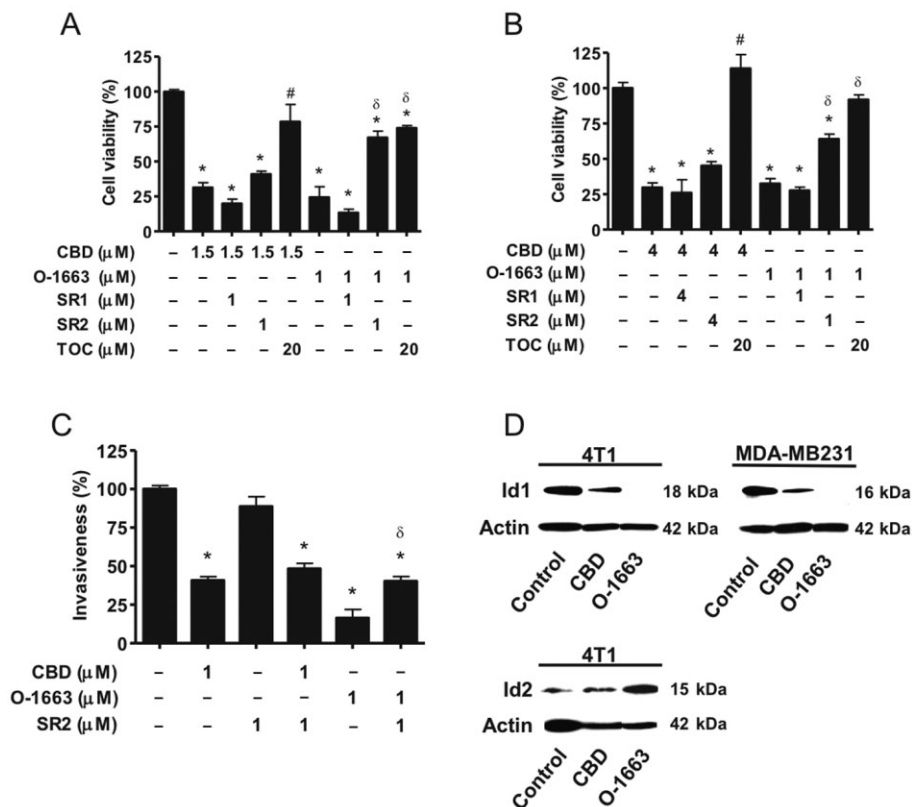 A
Cell viability (%)
125
100
75
50
25
0
* * * # * * δ * δ *
CBD (μM) – 1.5 1.5 1.5 1.5 – – – –
O-1663 (μM) – – – – – 1 1 1 1
SR1 (μM) – – 1 – – – 1 – –
SR2 (μM) – – – 1 – – – 1 –
TOC (μM) – – – – 20 – – – 20
B
Cell viability (%)
125
100
75
50
25
0
* * * # * * δ * δ
CBD (μM) – 4 4 4 4 – – – –
O-1663 (μM) – – – – – 1 1 1 1
SR1 (μM) – – 4 – – – 1 – –
SR2 (μM) – – – 4 – – – 1 –
TOC (μM) – – – – 20 – – – 20
C
Invasiveness (%)
125
100
75
50
25
0
* * * δ *
CBD (μM) – 1 – 1 – –
O-1663 (μM) – – – – 1 1
SR2 (μM) – – 1 1 – 1
D
4T1
Id1 18 kDa
Actin 42 kDa
Control CBD O-1663
MDA-MB231
16 kDa
42 kDa
Control CBD O-1663
4T1
Id2 15 kDa
Actin 42 kDa
Control CBD O-1663